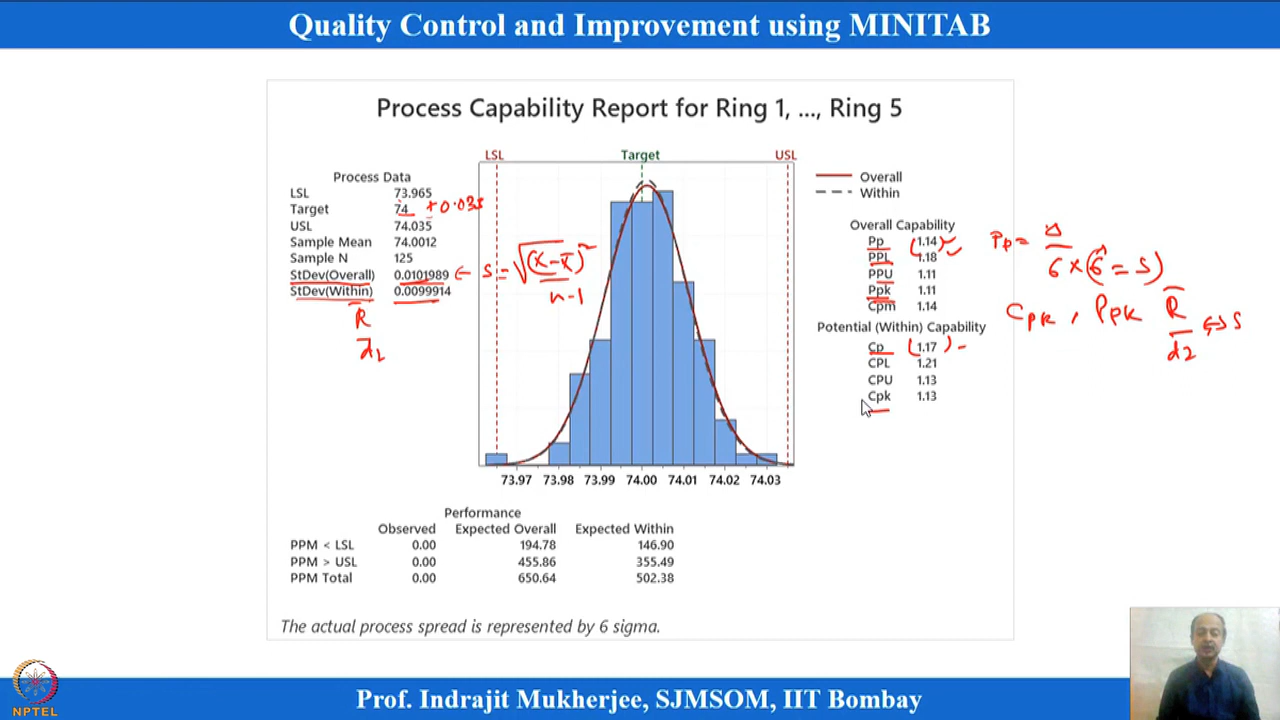 Quality Control and Improvement using MINITAB
Process Capability Report for Ring 1, ..., Ring 5
LSL Target USL
Process Data
LSL 73.965
Target 74 + 0.035
USL 74.035
Sample Mean 74.0012
Sample N 125
StDev(Overall) 0.0101989
StDev(Within) 0.0099914
S = √(x - x̄)²
n-1
R̄
d2
Overall
Within
Overall Capability
Pp 1.14
PPL 1.18
PPU 1.11
Ppk 1.11
Cpm 1.14
Potential (Within) Capability
Cp 1.17
CPL 1.21
CPU 1.13
Cpk 1.13
Pp =
6 × (σ̂ = S)
Cpk, Ppk R̄
d2 ↔ S
73.97 73.98 73.99 74.00 74.01 74.02 74.03
Performance
Observed Expected Overall Expected Within
PPM < LSL 0.00 194.78 146.90
PPM > USL 0.00 455.86 355.49
PPM Total 0.00 650.64 502.38
The actual process spread is represented by 6 sigma.
NPTEL
Prof. Indrajit Mukherjee, SJMSOM, IIT Bombay